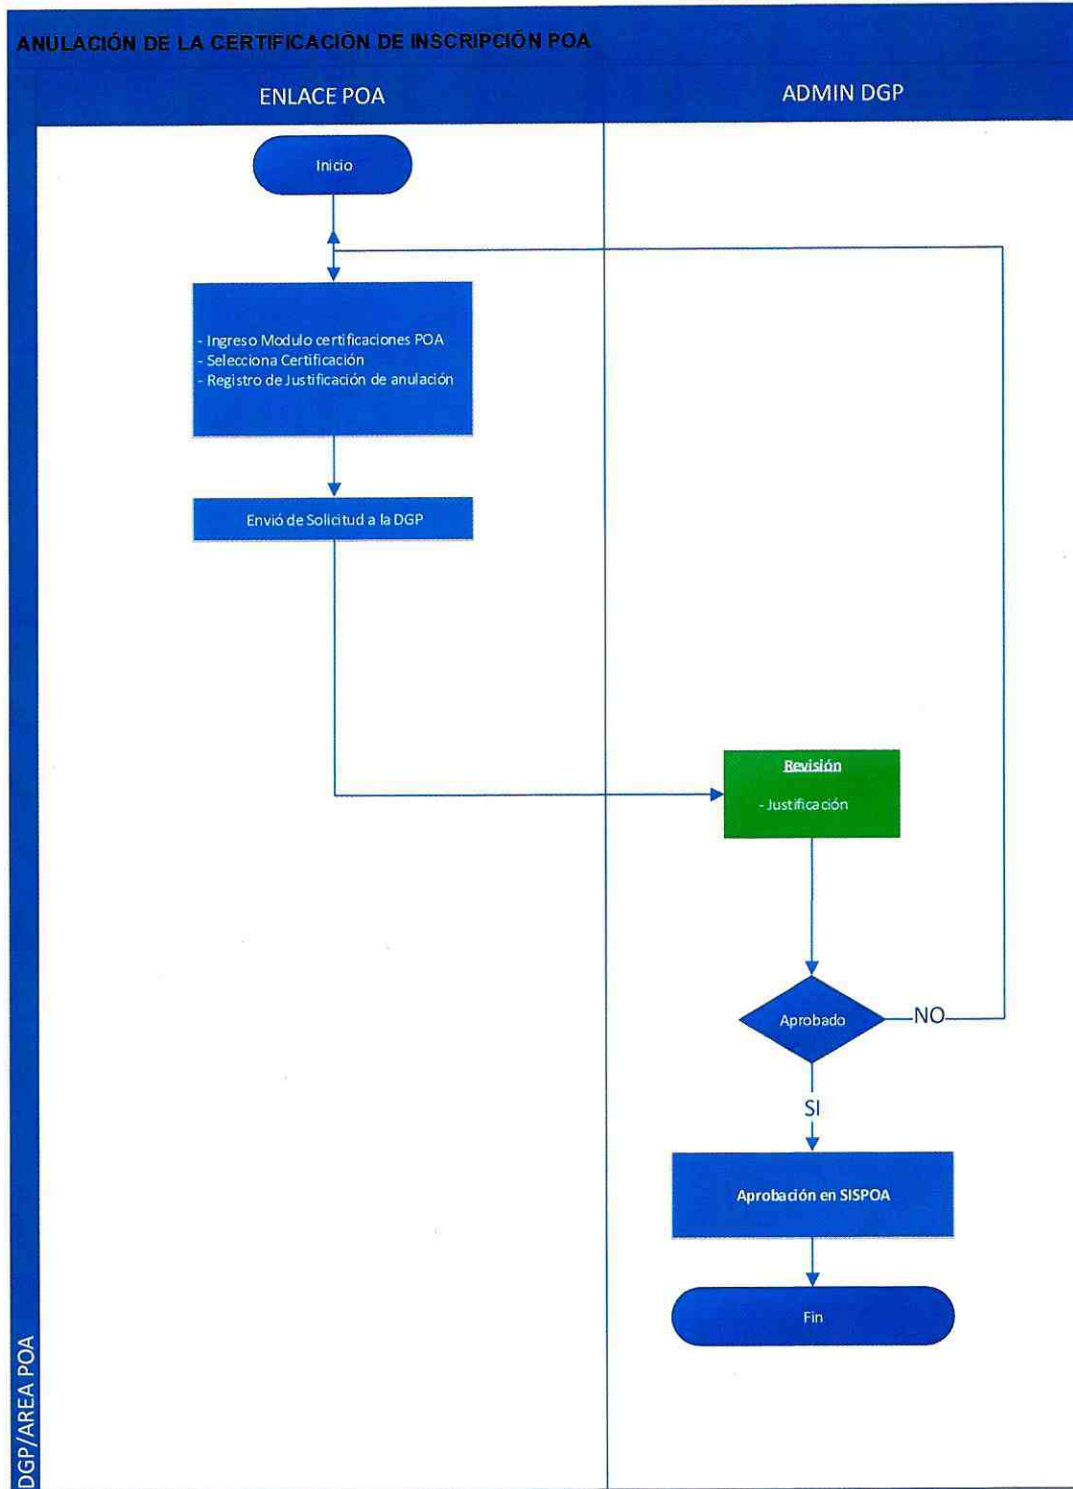 ANULACIÓN DE LA CERTIFICACIÓN DE INSCRIPCIÓN POA
ENLACE POA
ADMIN DGP
Inicio
- Ingreso Modulo certificaciones POA
- Selecciona Certificación
- Registro de Justificación de anulación
Envió de Solicitud a la DGP
Revisión
- Justificación
Aprobado
NO
SI
Aprobación en SISPOA
Fin
DGP/AREA POA